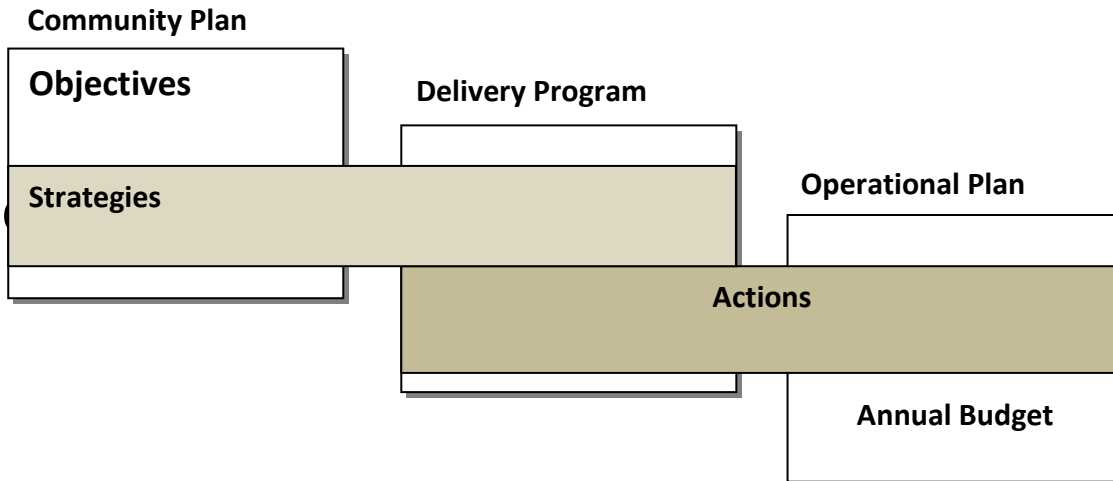 Community Plan
Objectives
Delivery Program
Strategies
Operational Plan
Actions
Annual Budget